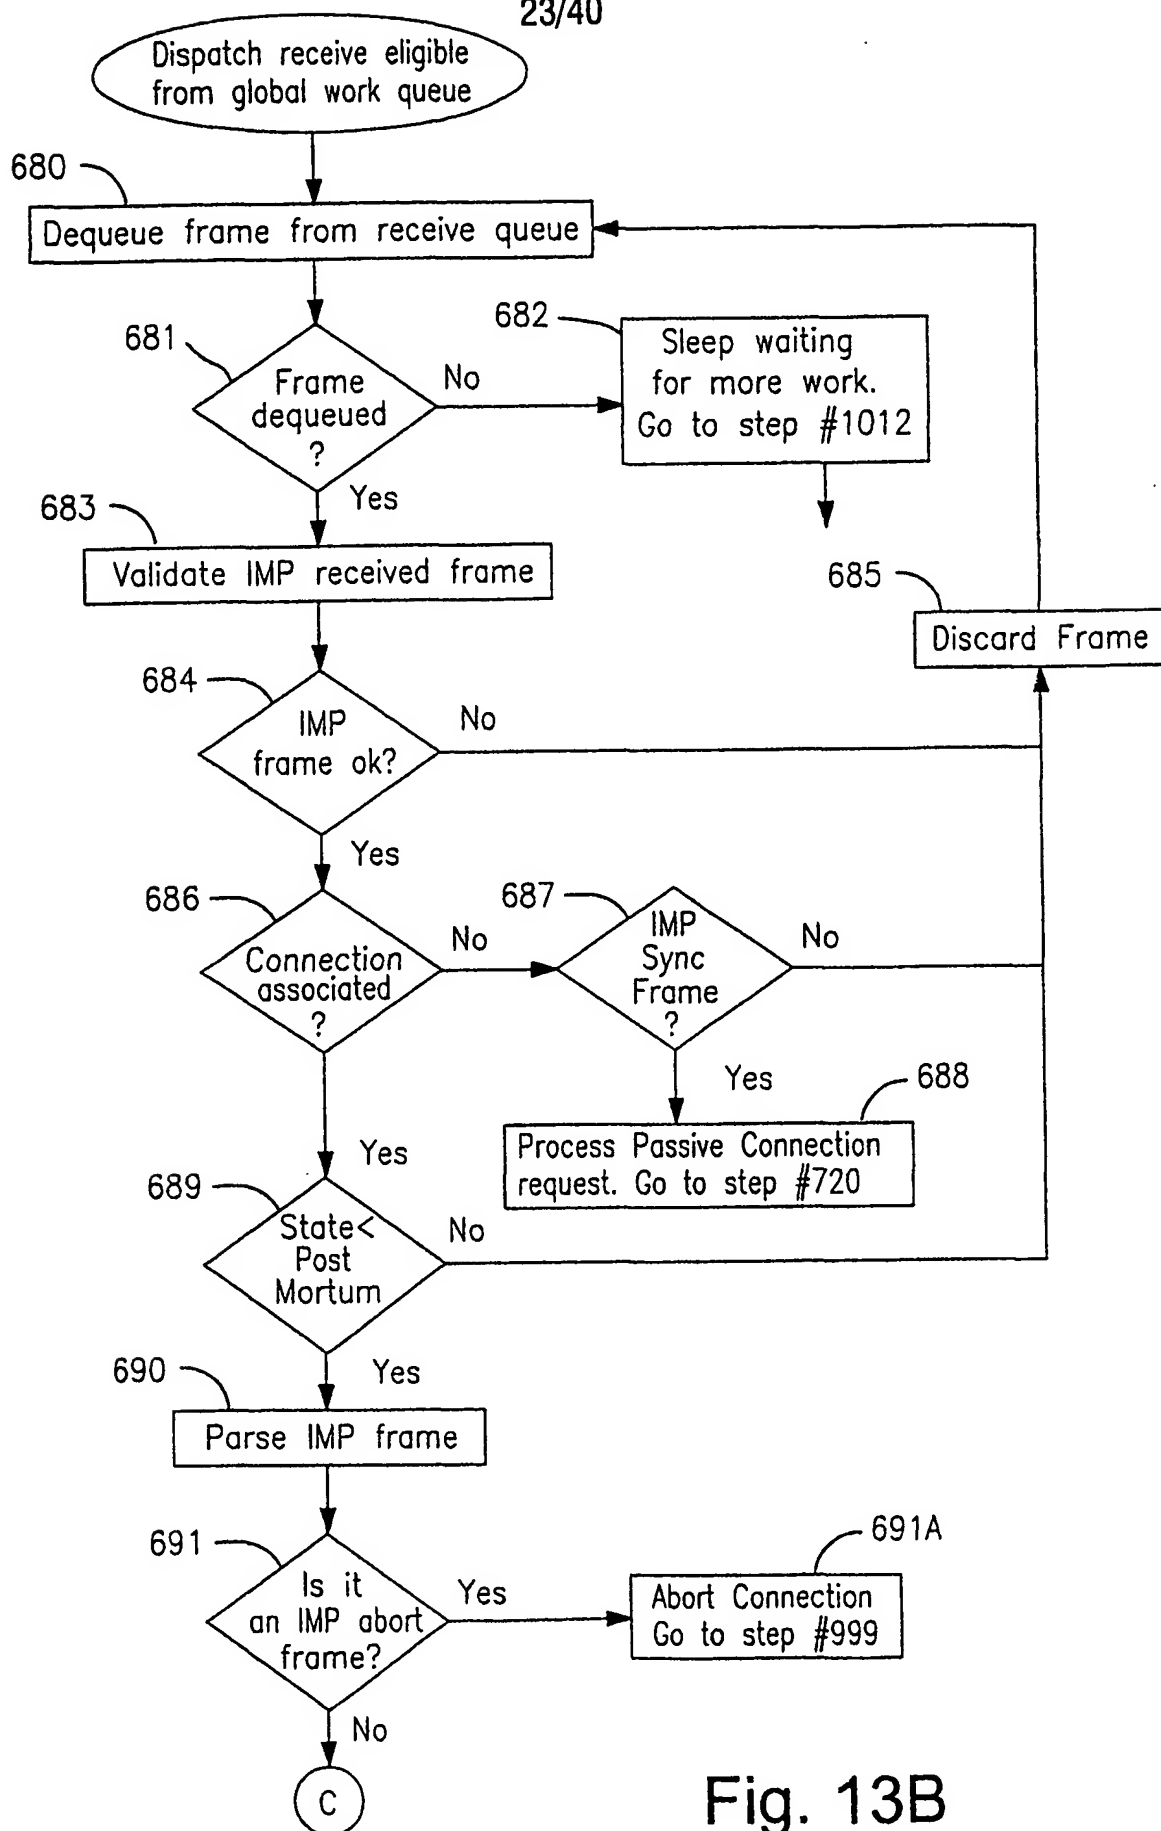 23/40
Dispatch receive eligible
from global work queue
680
Dequeue frame from receive queue
681
Frame
dequeued
?
No
682
Sleep waiting
for more work.
Go to step #1012
Yes
683
Validate IMP received frame
685
Discard Frame
684
IMP
frame ok?
No
Yes
686
Connection
associated
?
No
687
IMP
Sync
Frame
?
No
Yes
688
Process Passive Connection
request. Go to step #720
Yes
689
State<
Post
Mortum
No
Yes
690
Parse IMP frame
691
Is it
an IMP abort
frame?
Yes
691A
Abort Connection
Go to step #999
No
C
Fig. 13B